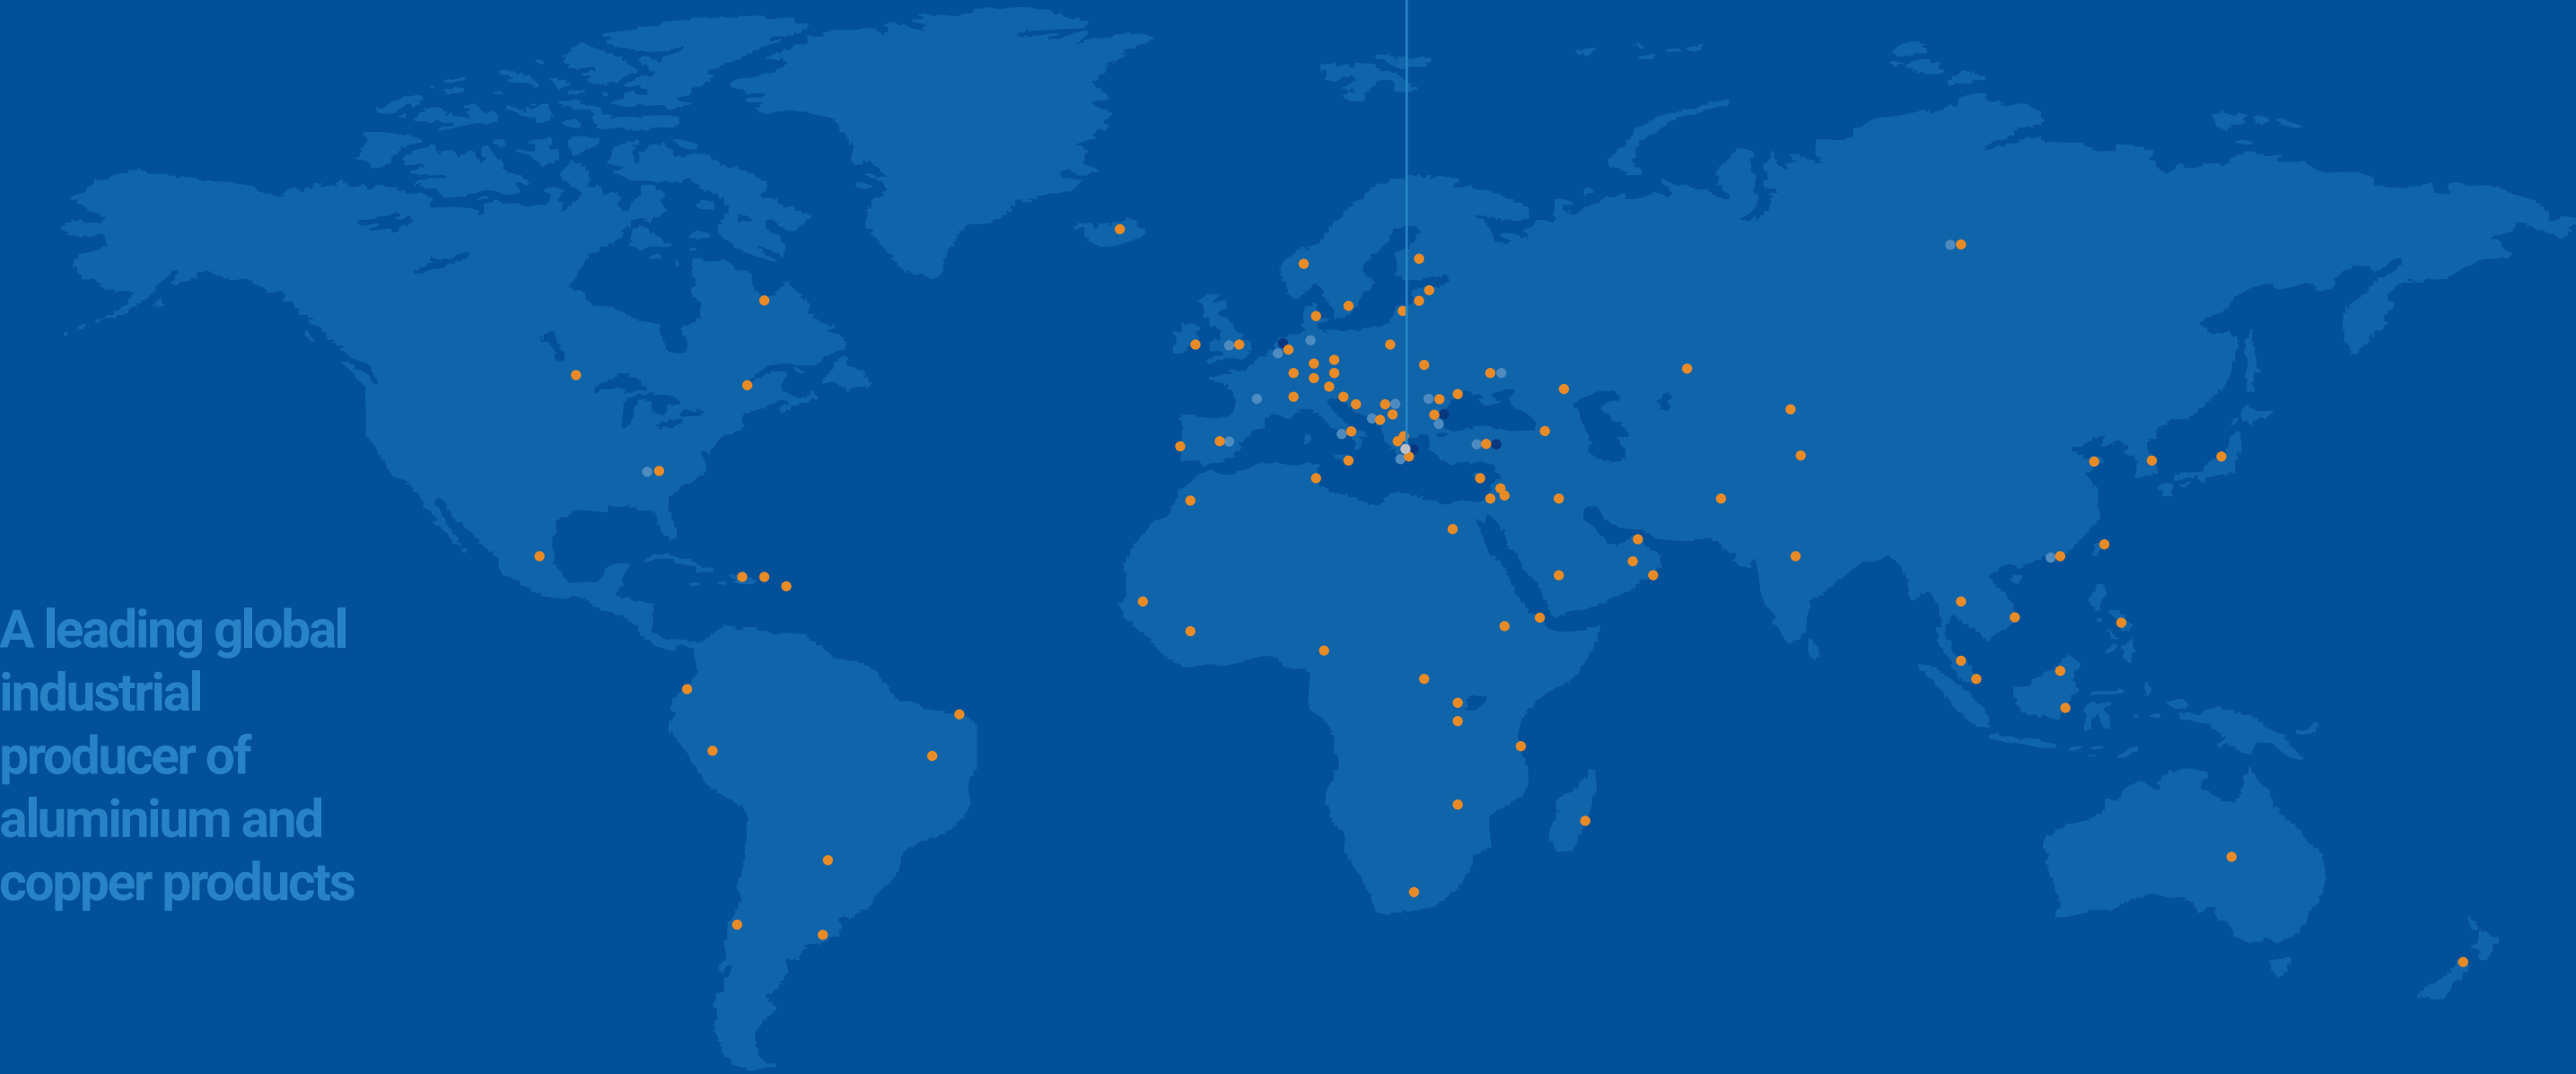 A leading global
industrial
producer of
aluminium and
copper products